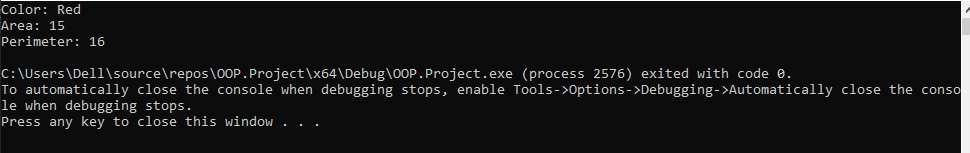 Color: Red
Area: 15
Perimeter: 16
C:\Users\Dell\source\repos\OOP.Project\x64\Debug\OOP.Project.exe (process 2576) exited with code 0.
To automatically close the console when debugging stops, enable Tools->Options->Debugging->Automatically close the conso
le when debugging stops.
Press any key to close this window . . .